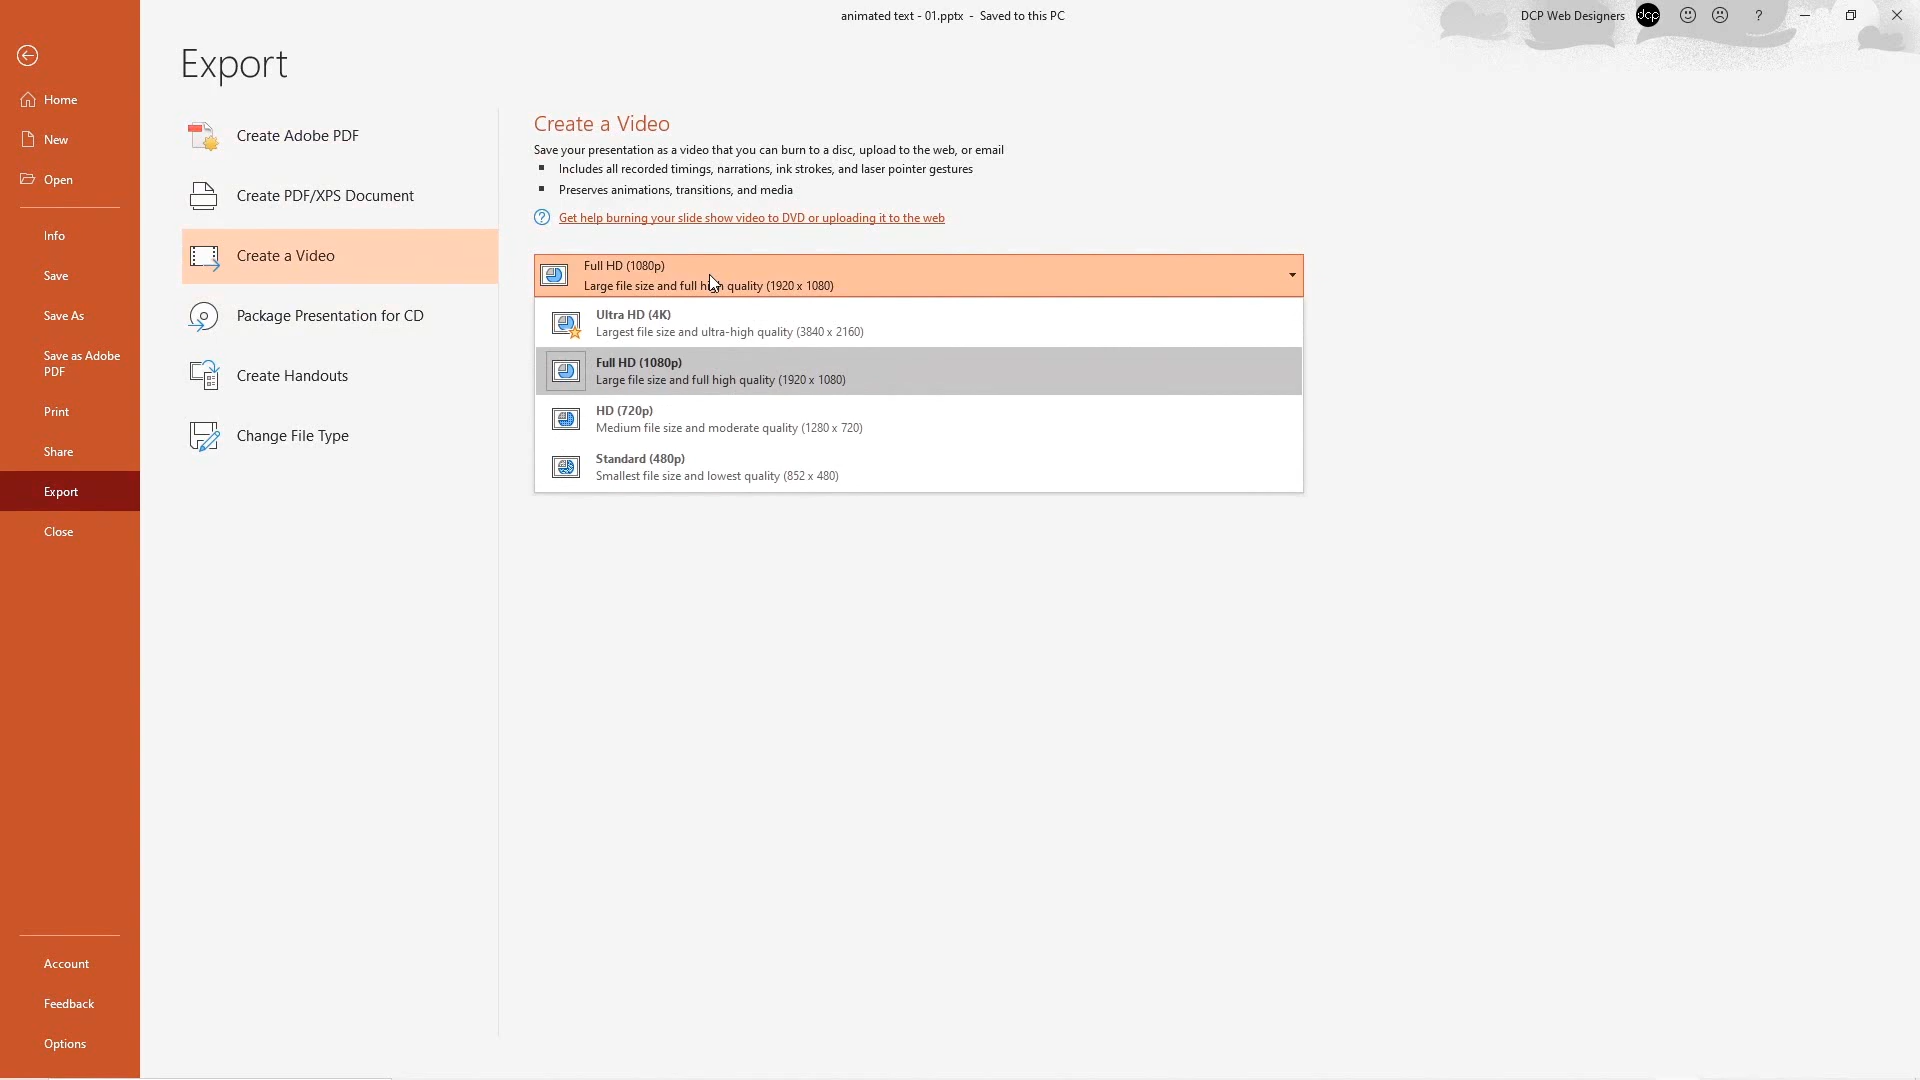 animated text - 01.pptx - Saved to this PC
DCP Web Designers
dcp
?
Home
New
Open
Info
Save
Save As
Save as Adobe
PDF
Print
Share
Export
Close
Account
Feedback
Options
Export
Create Adobe PDF
Create PDF/XPS Document
Create a Video
Package Presentation for CD
Create Handouts
Change File Type
Create a Video
Save your presentation as a video that you can burn to a disc, upload to the web, or email
Includes all recorded timings, narrations, ink strokes, and laser pointer gestures
Preserves animations, transitions, and media
? Get help burning your slide show video to DVD or uploading it to the web
Full HD (1080p)
Large file size and full high quality (1920 x 1080)
Ultra HD (4K)
Largest file size and ultra-high quality (3840 x 2160)
Full HD (1080p)
Large file size and full high quality (1920 x 1080)
HD (720p)
Medium file size and moderate quality (1280 x 720)
Standard (480p)
Smallest file size and lowest quality (852 x 480)